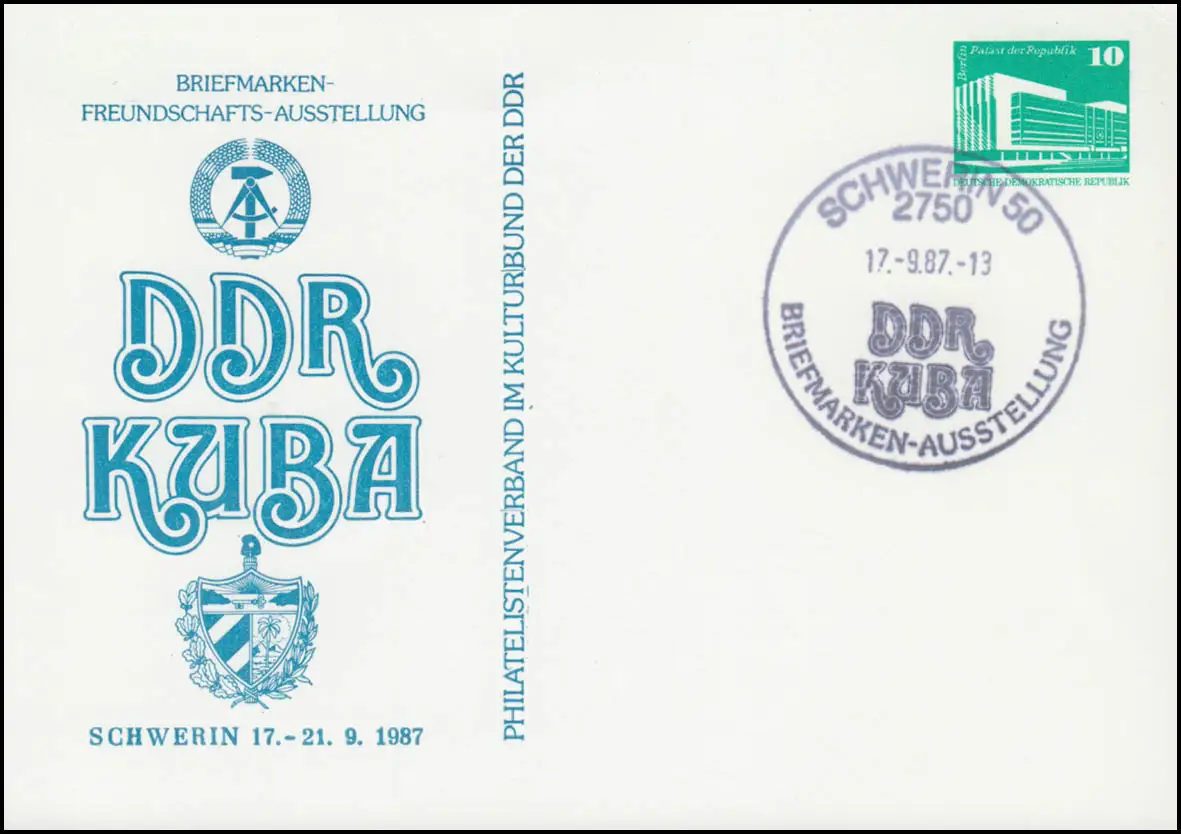 BRIEFMARKEN-
FREUNDSCHAFTS-AUSSTELLUNG
DDR
KUBA
SCHWERIN 17.-21. 9. 1987
PHILATELISTENVERBAND IM KULTURBUND DER DDR
Berlin Palast der Republik 10
DEUTSCHE DEMOKRATISCHE REPUBLIK
SCHWERIN 50
2750
17.-9.87.-13
DDR
KUBA
BRIEFMARKEN-AUSSTELLUNG